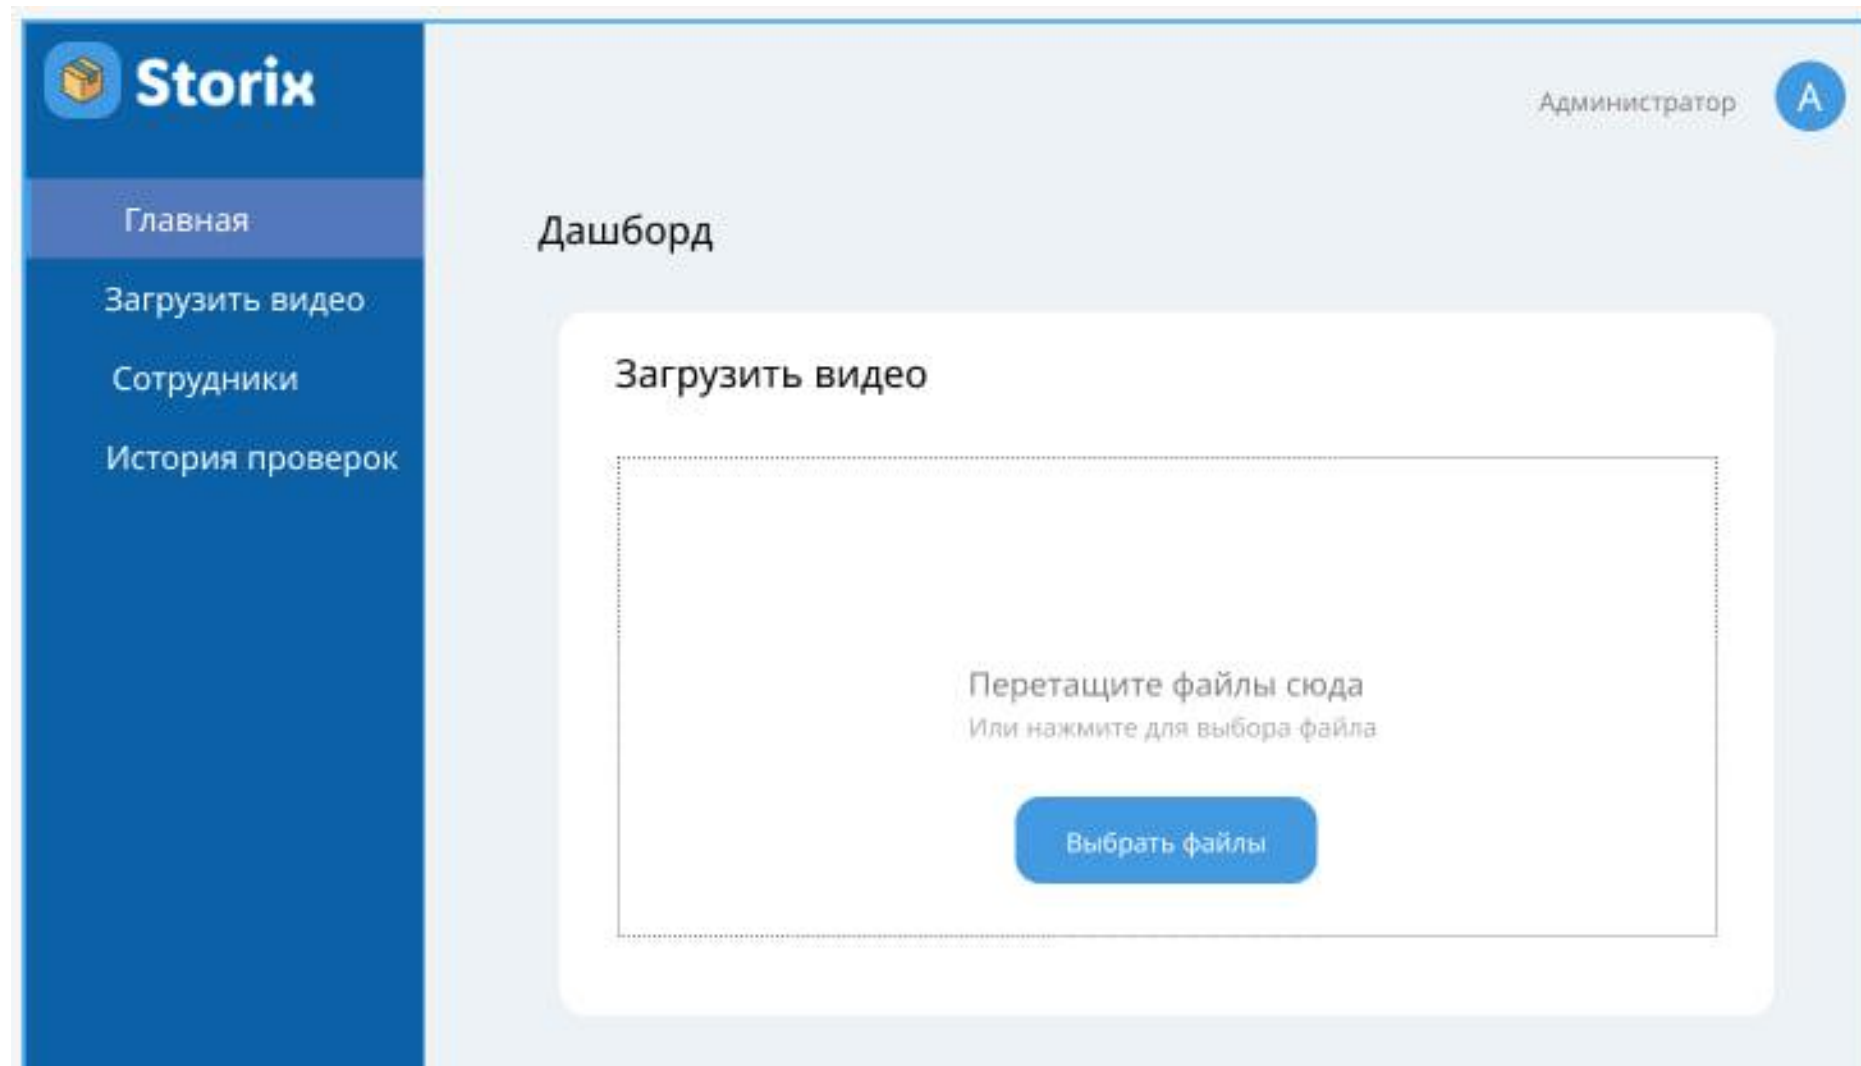 Storix
Администратор
А
Главная
Загрузить видео
Сотрудники
История проверок
Дашборд
Загрузить видео
Перетащите файлы сюда
Или нажмите для выбора файла
Выбрать файлы